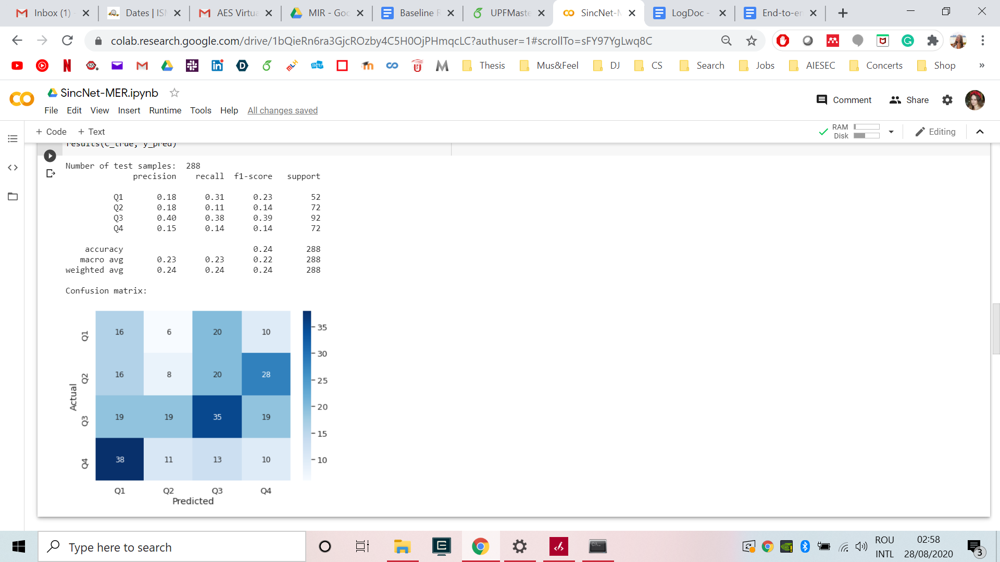 Inbox (1) -
Dates | ISM
AES Virtua
MIR - Goo
Baseline R
UPFMaste
SincNet-M
LogDoc -
End-to-en
colab.research.google.com/drive/1bQieRn6ra3GjcROzby4C5H0OjPHmqcLC?authuser=1#scrollTo=sFY97YgLwq8C
Thesis Mus&Feel DJ CS Search Jobs AIESEC Concerts Shop »
SincNet-MER.ipynb
Comment Share
File Edit View Insert Runtime Tools Help All changes saved
+ Code + Text
RAM
Disk
Editing
results(c_true, y_pred)
Number of test samples: 288
precision recall f1-score support
Q1 0.18 0.31 0.23 52
Q2 0.18 0.11 0.14 72
Q3 0.40 0.38 0.39 92
Q4 0.15 0.14 0.14 72
accuracy 0.24 288
macro avg 0.23 0.23 0.22 288
weighted avg 0.24 0.24 0.24 288
Confusion matrix:
Actual
Q1 16 6 20 10
Q2 16 8 20 28
Q3 19 19 35 19
Q4 38 11 13 10
Q1 Q2 Q3 Q4
Predicted
35
30
25
20
15
10
Type here to search
ROU
INTL
02:58
28/08/2020
3